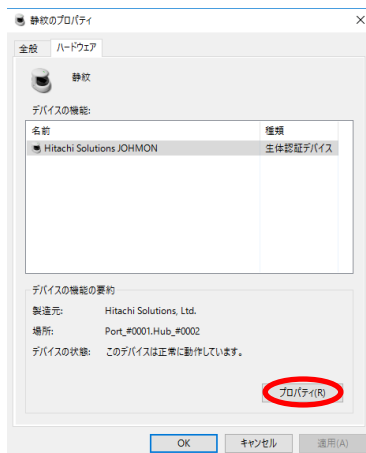 静紋のプロパティ
全般 ハードウェア
静紋
デバイスの機能:
名前 種類
Hitachi Solutions JOHMON 生体認証デバイス
デバイスの機能の要約
製造元: Hitachi Solutions, Ltd.
場所: Port_#0001.Hub_#0002
デバイスの状態: このデバイスは正常に動作しています。
プロパティ(R)
OK キャンセル 適用(A)